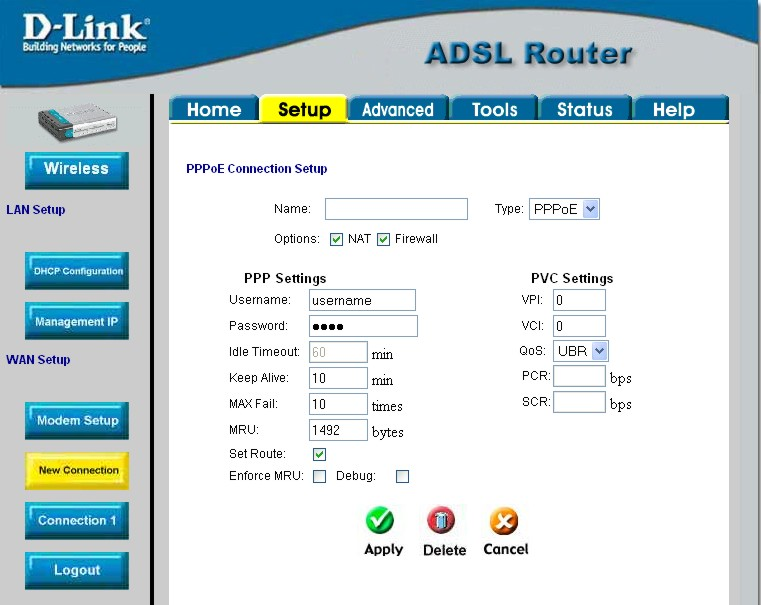 D-Link
Building Networks for People
ADSL Router
Home Setup Advanced Tools Status Help
Wireless
LAN Setup
DHCP Configuration
Management IP
WAN Setup
Modem Setup
New Connection
Connection 1
Logout
PPPoE Connection Setup
Name: Type: PPPoE
Options: NAT Firewall
PPP Settings PVC Settings
Username: username VPI: 0
Password: ●●●● VCI: 0
Idle Timeout: 60 min QoS: UBR
Keep Alive: 10 min PCR: bps
MAX Fail: 10 times SCR: bps
MRU: 1492 bytes
Set Route:
Enforce MRU: Debug:
Apply Delete Cancel